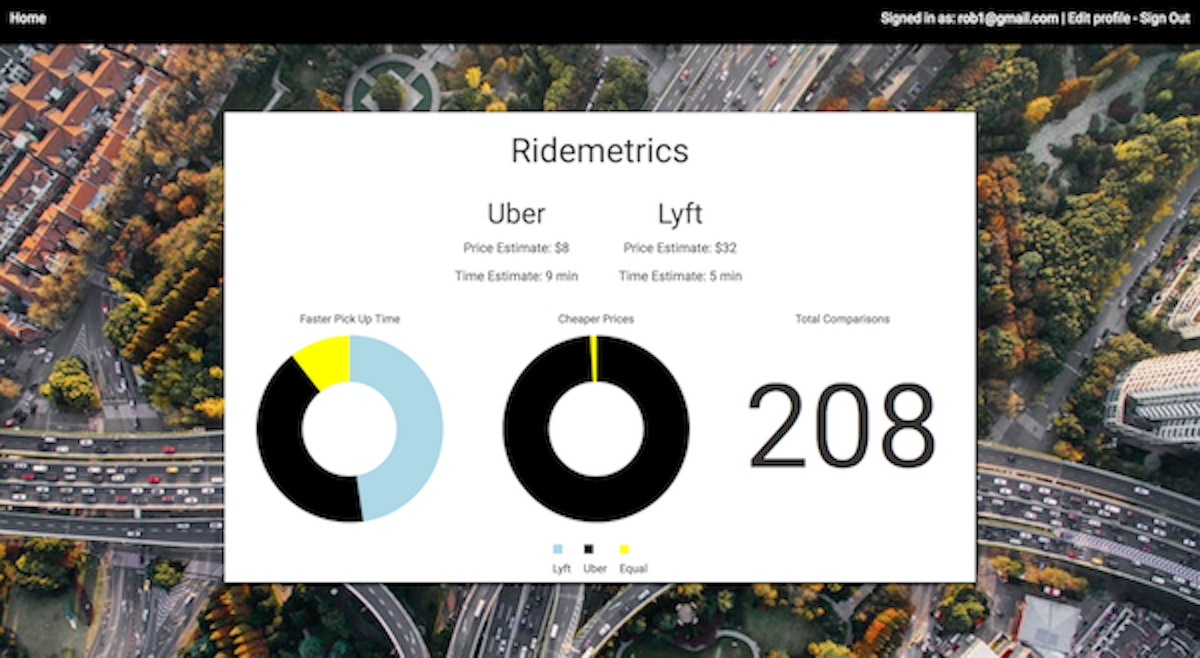 Home
Signed in as: rob1@gmail.com | Edit profile - Sign Out
Ridemetrics
Uber
Price Estimate: $8
Time Estimate: 9 min
Lyft
Price Estimate: $32
Time Estimate: 5 min
Faster Pick Up Time
Cheaper Prices
Total Comparisons
208
Lyft
Uber
Equal